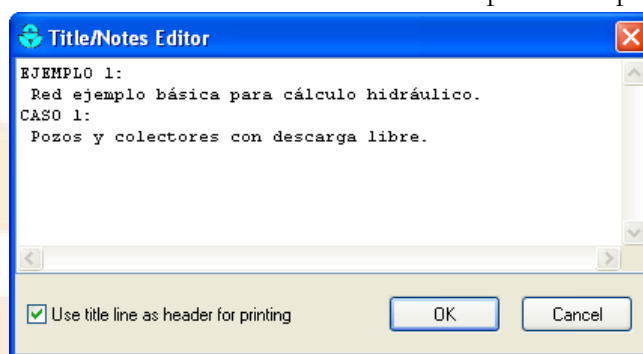 Title/Notes Editor
EJEMPLO 1:
Red ejemplo básica para cálculo hidráulico.
CASO 1:
Pozos y colectores con descarga libre.
Use title line as header for printing
OK
Cancel